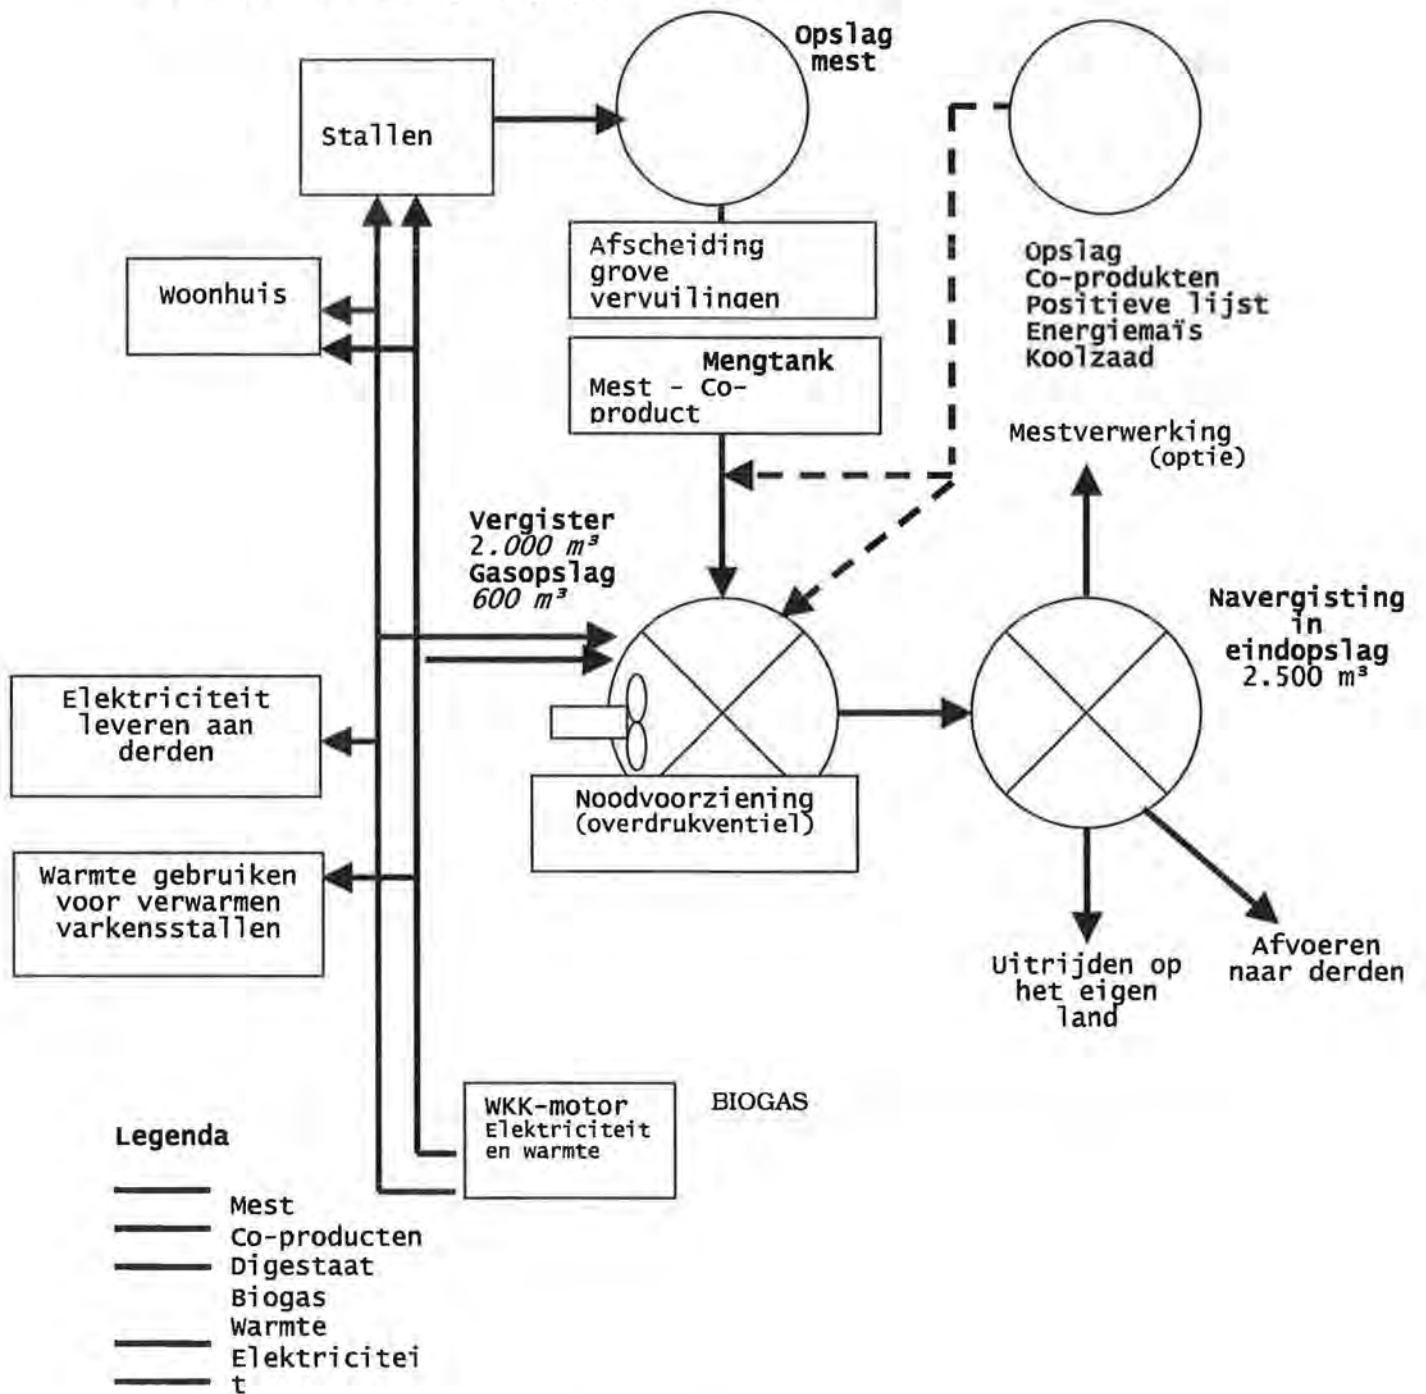 Opslag
mest
Stallen
Afscheiding
grove
vervuilingen
Opslag
Co-produkten
Positieve lijst
Energiemaïs
Koolzaad
Woonhuis
Mengtank
Mest - Co-
product
Mestverwerking
(optie)
Vergister
2.000 m³
Gasopslag
600 m³
Navergisting
in
eindopslag
2.500 m³
Elektriciteit
leveren aan
derden
Noodvoorziening
(overdrukventiel)
Warmte gebruiken
voor verwarmen
varkensstallen
Uitrijden op
het eigen
land
Afvoeren
naar derden
WKK-motor
Elektriciteit
en warmte
BIOGAS
Legenda
Mest
Co-producten
Digestaat
Biogas
Warmte
Elektricitei
t